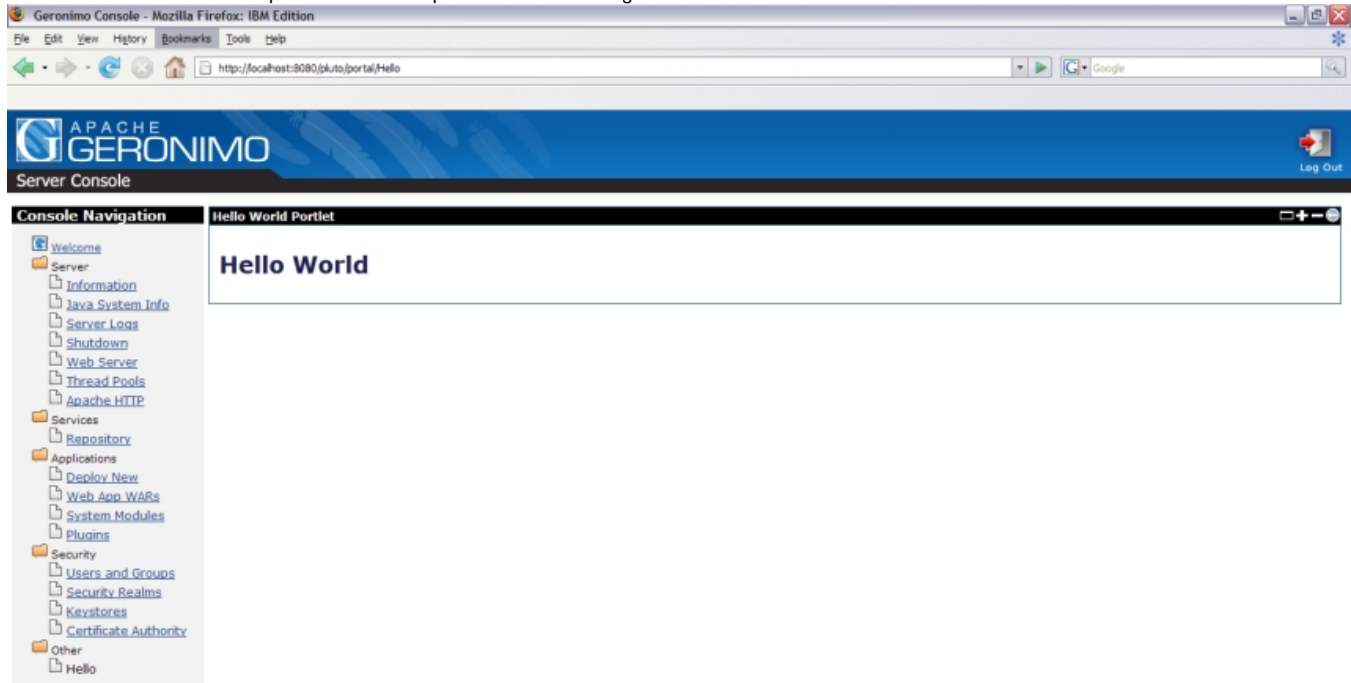 Geronimo Console - Mozilla Firefox: IBM Edition
File Edit View History Bookmarks Tools Help
http://localhost:8080/pluto/portal/Hello
Google
APACHE
GERONIMO
Log Out
Server Console
Console Navigation
Hello World Portlet
Welcome
Hello World
Server
Information
Java System Info
Server Logs
Shutdown
Web Server
Thread Pools
Apache HTTP
Services
Repository
Applications
Deploy New
Web App WARs
System Modules
Plugins
Security
Users and Groups
Security Realms
Keystores
Certificate Authority
Other
Hello